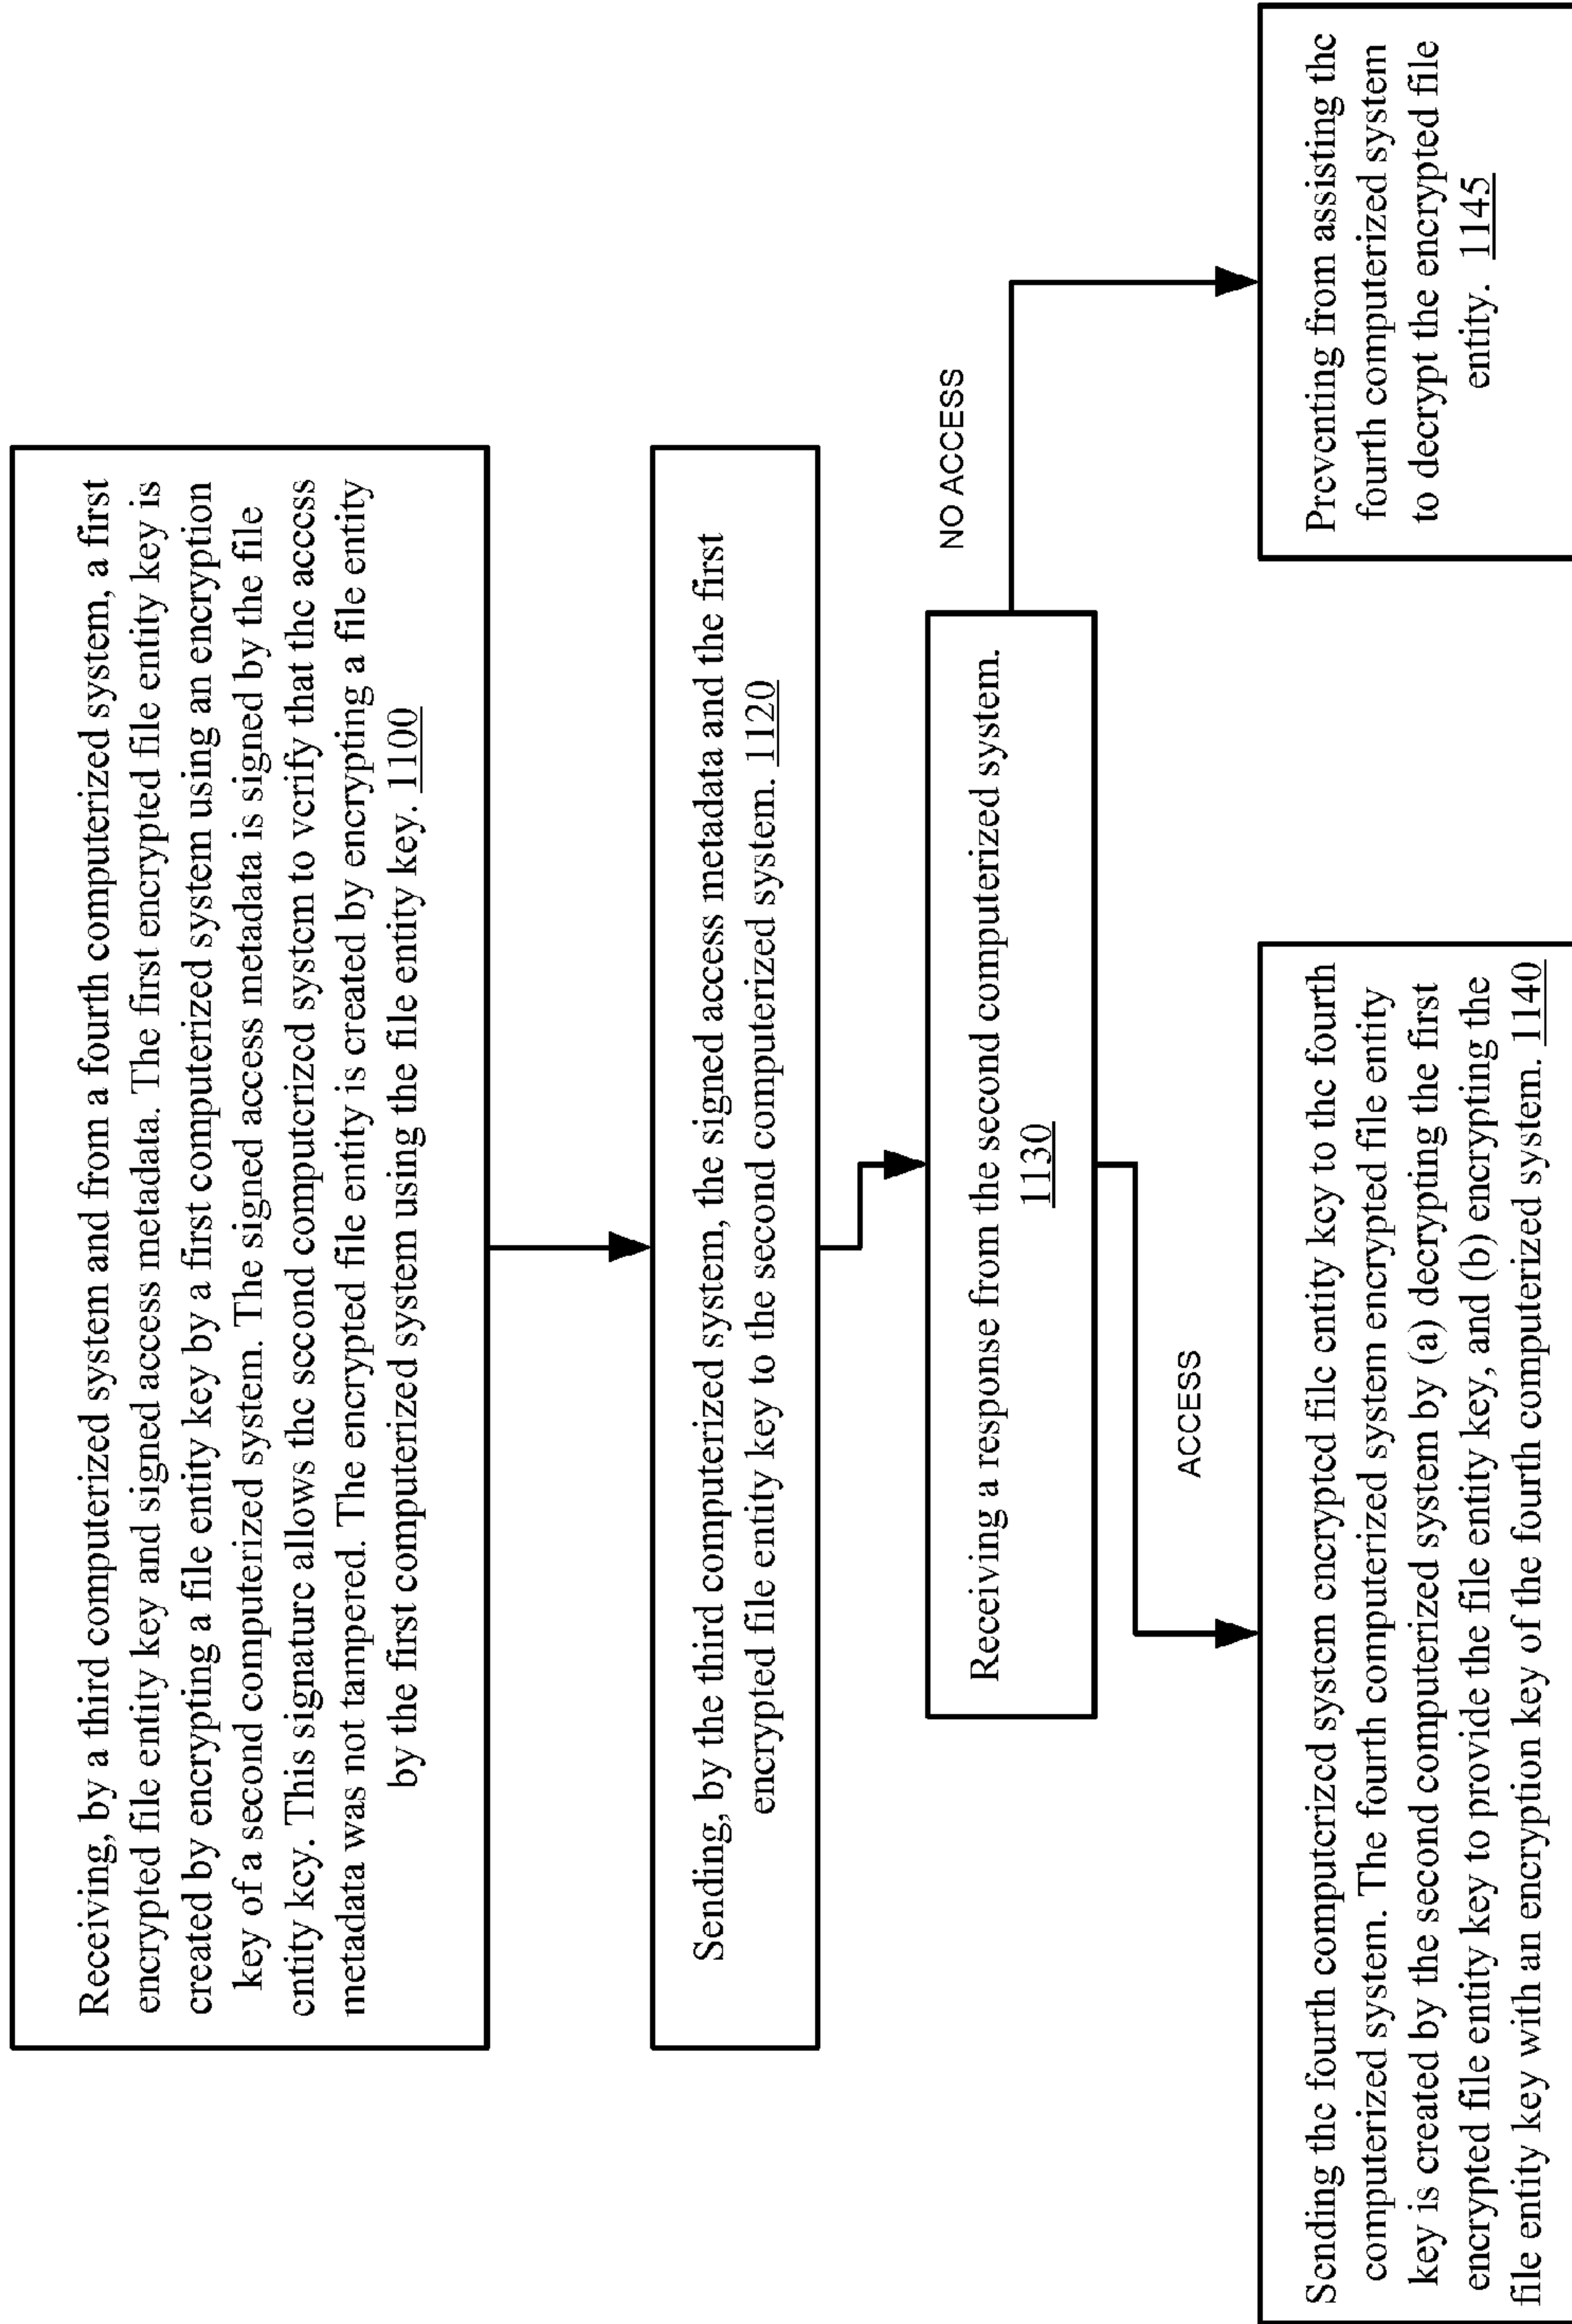 Receiving, by a third computerized system and from a fourth computerized system, a first
encrypted file entity key and signed access metadata. The first encrypted file entity key is
created by encrypting a file entity key by a first computerized system using an encryption
key of a second computerized system. The signed access metadata is signed by the file
entity key. This signature allows the second computerized system to verify that the access
metadata was not tampered. The encrypted file entity is created by encrypting a file entity
by the first computerized system using the file entity key. 1100
Sending, by the third computerized system, the signed access metadata and the first
encrypted file entity key to the second computerized system. 1120
Receiving a response from the second computerized system.
1130
NO ACCESS
ACCESS
Preventing from assisting the
fourth computerized system
to decrypt the encrypted file
entity. 1145
Sending the fourth computerized system encrypted file entity key to the fourth
computerized system. The fourth computerized system encrypted file entity
key is created by the second computerized system by (a) decrypting the first
encrypted file entity key to provide the file entity key, and (b) encrypting the
file entity key with an encryption key of the fourth computerized system. 1140